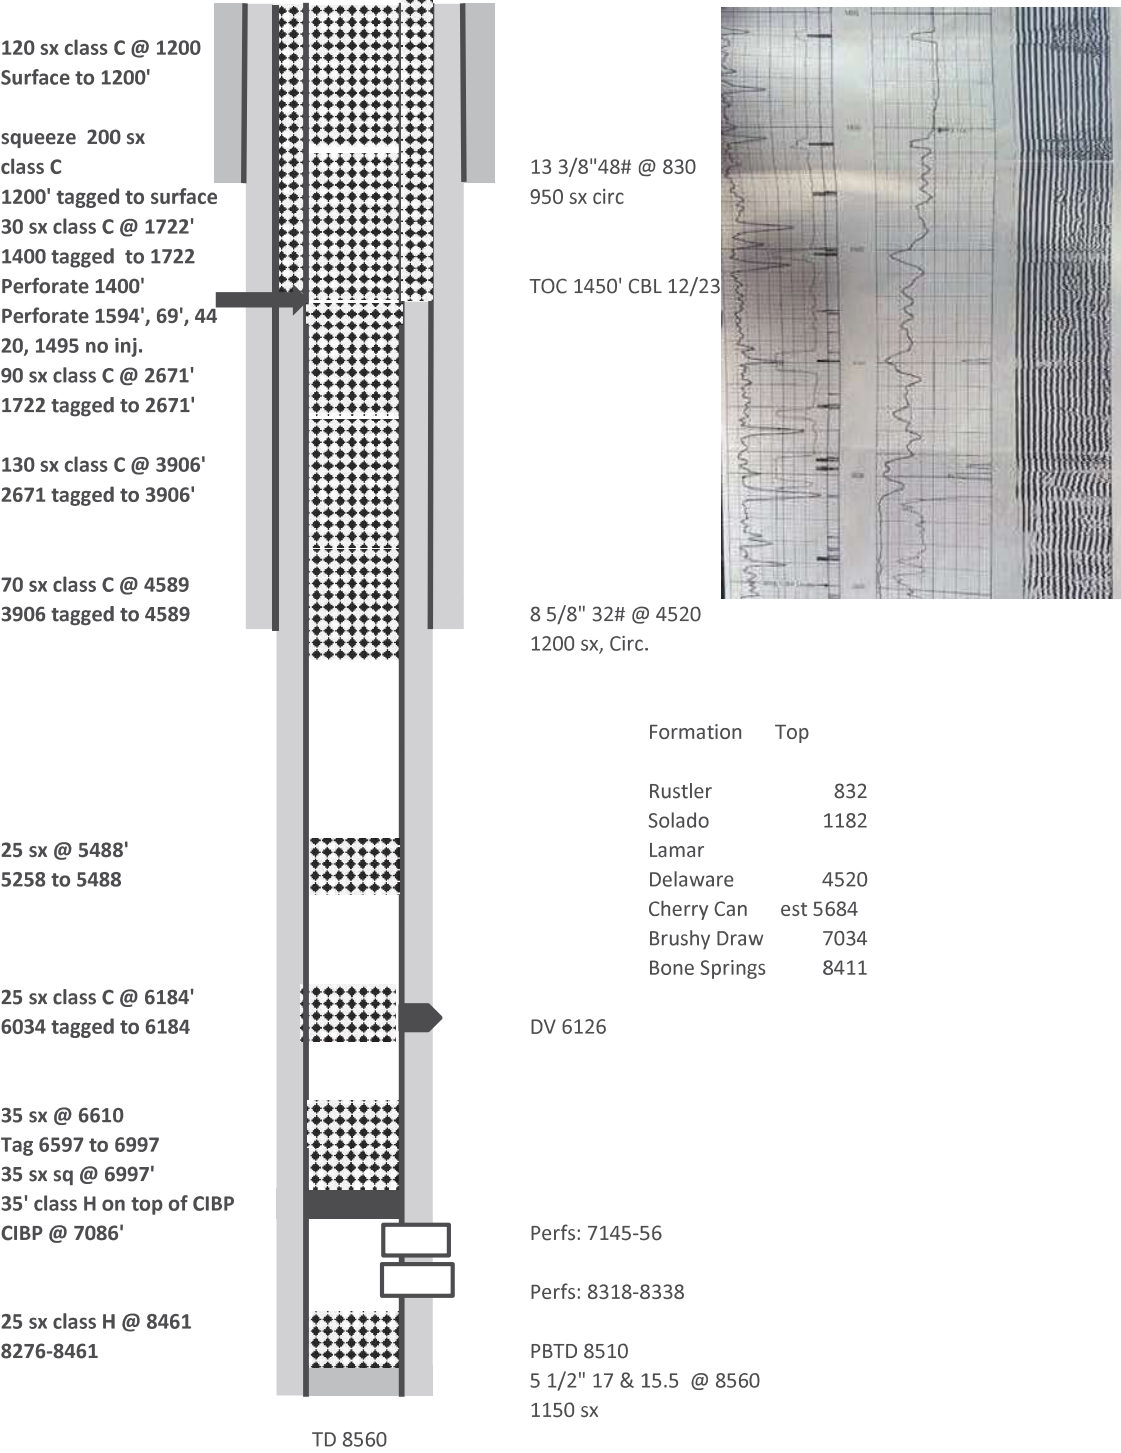 120 sx class C @ 1200
Surface to 1200'
squeeze  200 sx
class C
1200' tagged to surface
30 sx class C @ 1722'
1400 tagged  to 1722
Perforate 1400'
Perforate 1594', 69', 44
20, 1495 no inj.
90 sx class C @ 2671'
1722 tagged to 2671'
130 sx class C @ 3906'
2671 tagged to 3906'
70 sx class C @ 4589
3906 tagged to 4589
25 sx @ 5488'
5258 to 5488
25 sx class C @ 6184'
6034 tagged to 6184
35 sx @ 6610
Tag 6597 to 6997
35 sx sq @ 6997'
35' class H on top of CIBP
CIBP @ 7086'
25 sx class H @ 8461
8276-8461
13 3/8"48# @ 830
950 sx circ
TOC 1450' CBL 12/23
8 5/8" 32# @ 4520
1200 sx, Circ.
Formation Top
Rustler 832
Solado 1182
Lamar
Delaware 4520
Cherry Can est 5684
Brushy Draw 7034
Bone Springs 8411
DV 6126
Perfs: 7145-56
Perfs: 8318-8338
PBTD 8510
5 1/2" 17 & 15.5  @ 8560
1150 sx
TD 8560